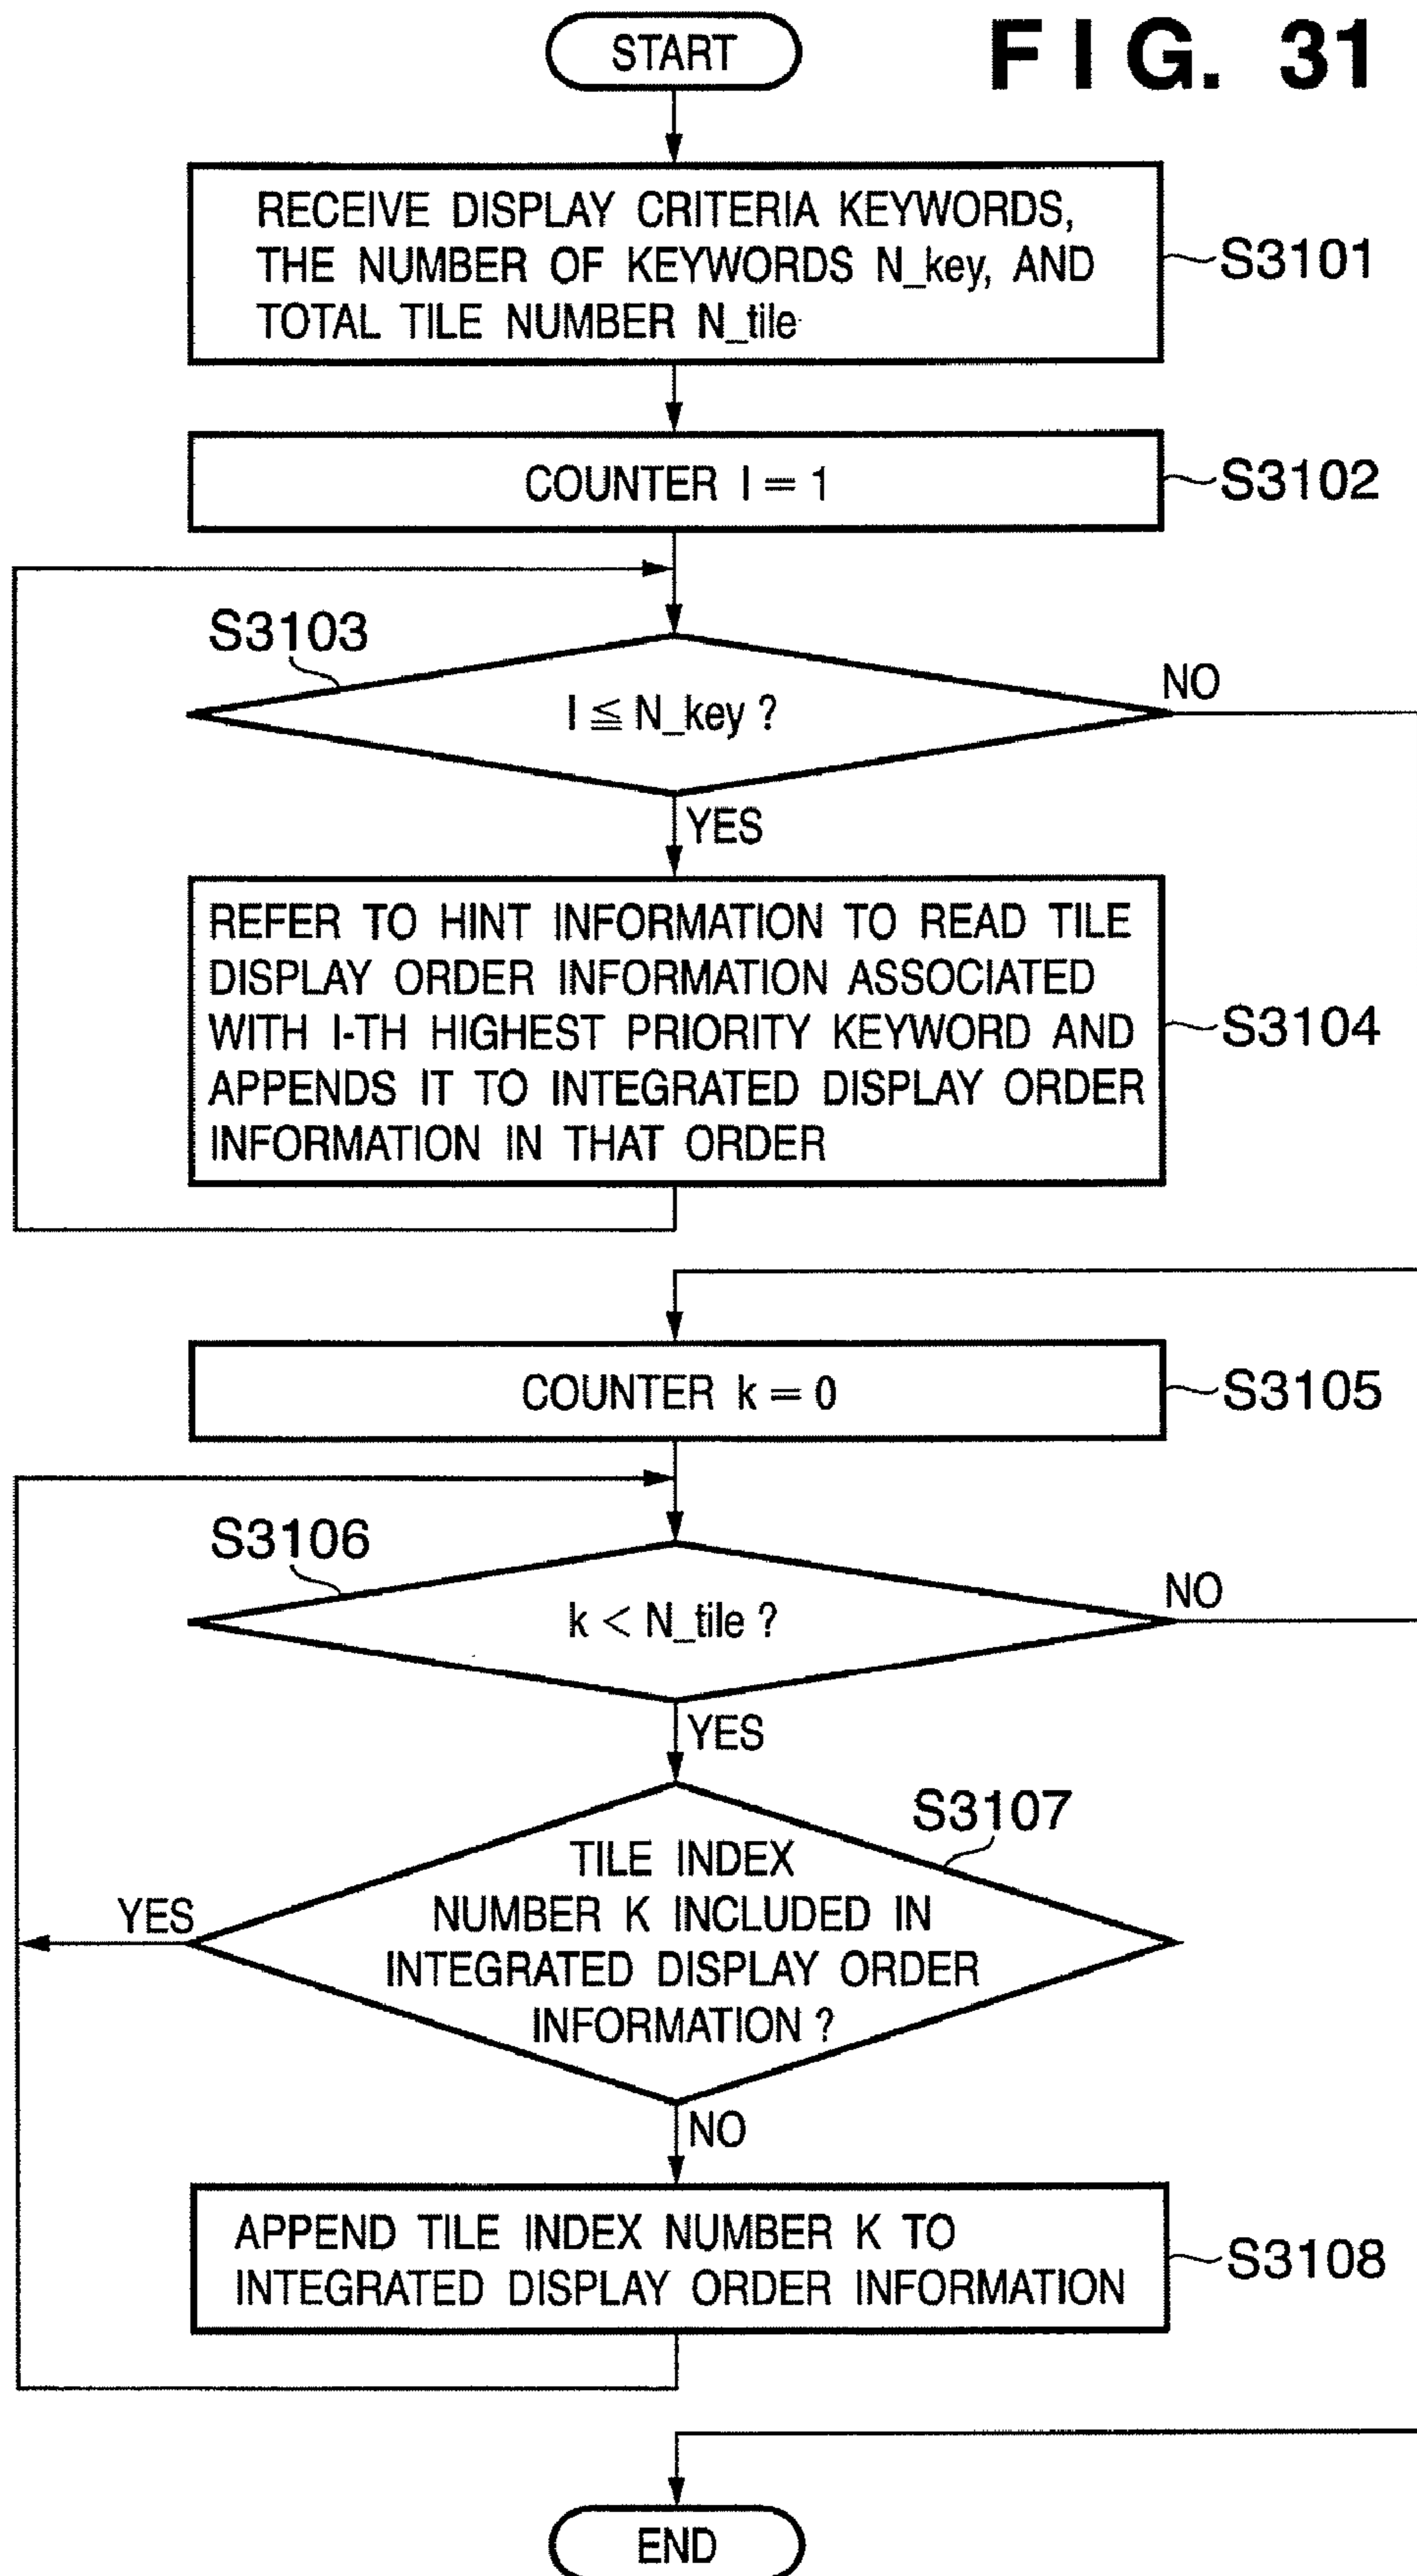 START
FIG. 31
RECEIVE DISPLAY CRITERIA KEYWORDS,
THE NUMBER OF KEYWORDS N_key, AND
TOTAL TILE NUMBER N_tile
S3101
COUNTER I = 1
S3102
S3103
I ≦ N_key ?
NO
YES
REFER TO HINT INFORMATION TO READ TILE
DISPLAY ORDER INFORMATION ASSOCIATED
WITH I-TH HIGHEST PRIORITY KEYWORD AND
APPENDS IT TO INTEGRATED DISPLAY ORDER
INFORMATION IN THAT ORDER
S3104
COUNTER k = 0
S3105
S3106
k < N_tile ?
NO
YES
S3107
TILE INDEX
NUMBER K INCLUDED IN
INTEGRATED DISPLAY ORDER
INFORMATION ?
YES
NO
APPEND TILE INDEX NUMBER K TO
INTEGRATED DISPLAY ORDER INFORMATION
S3108
END